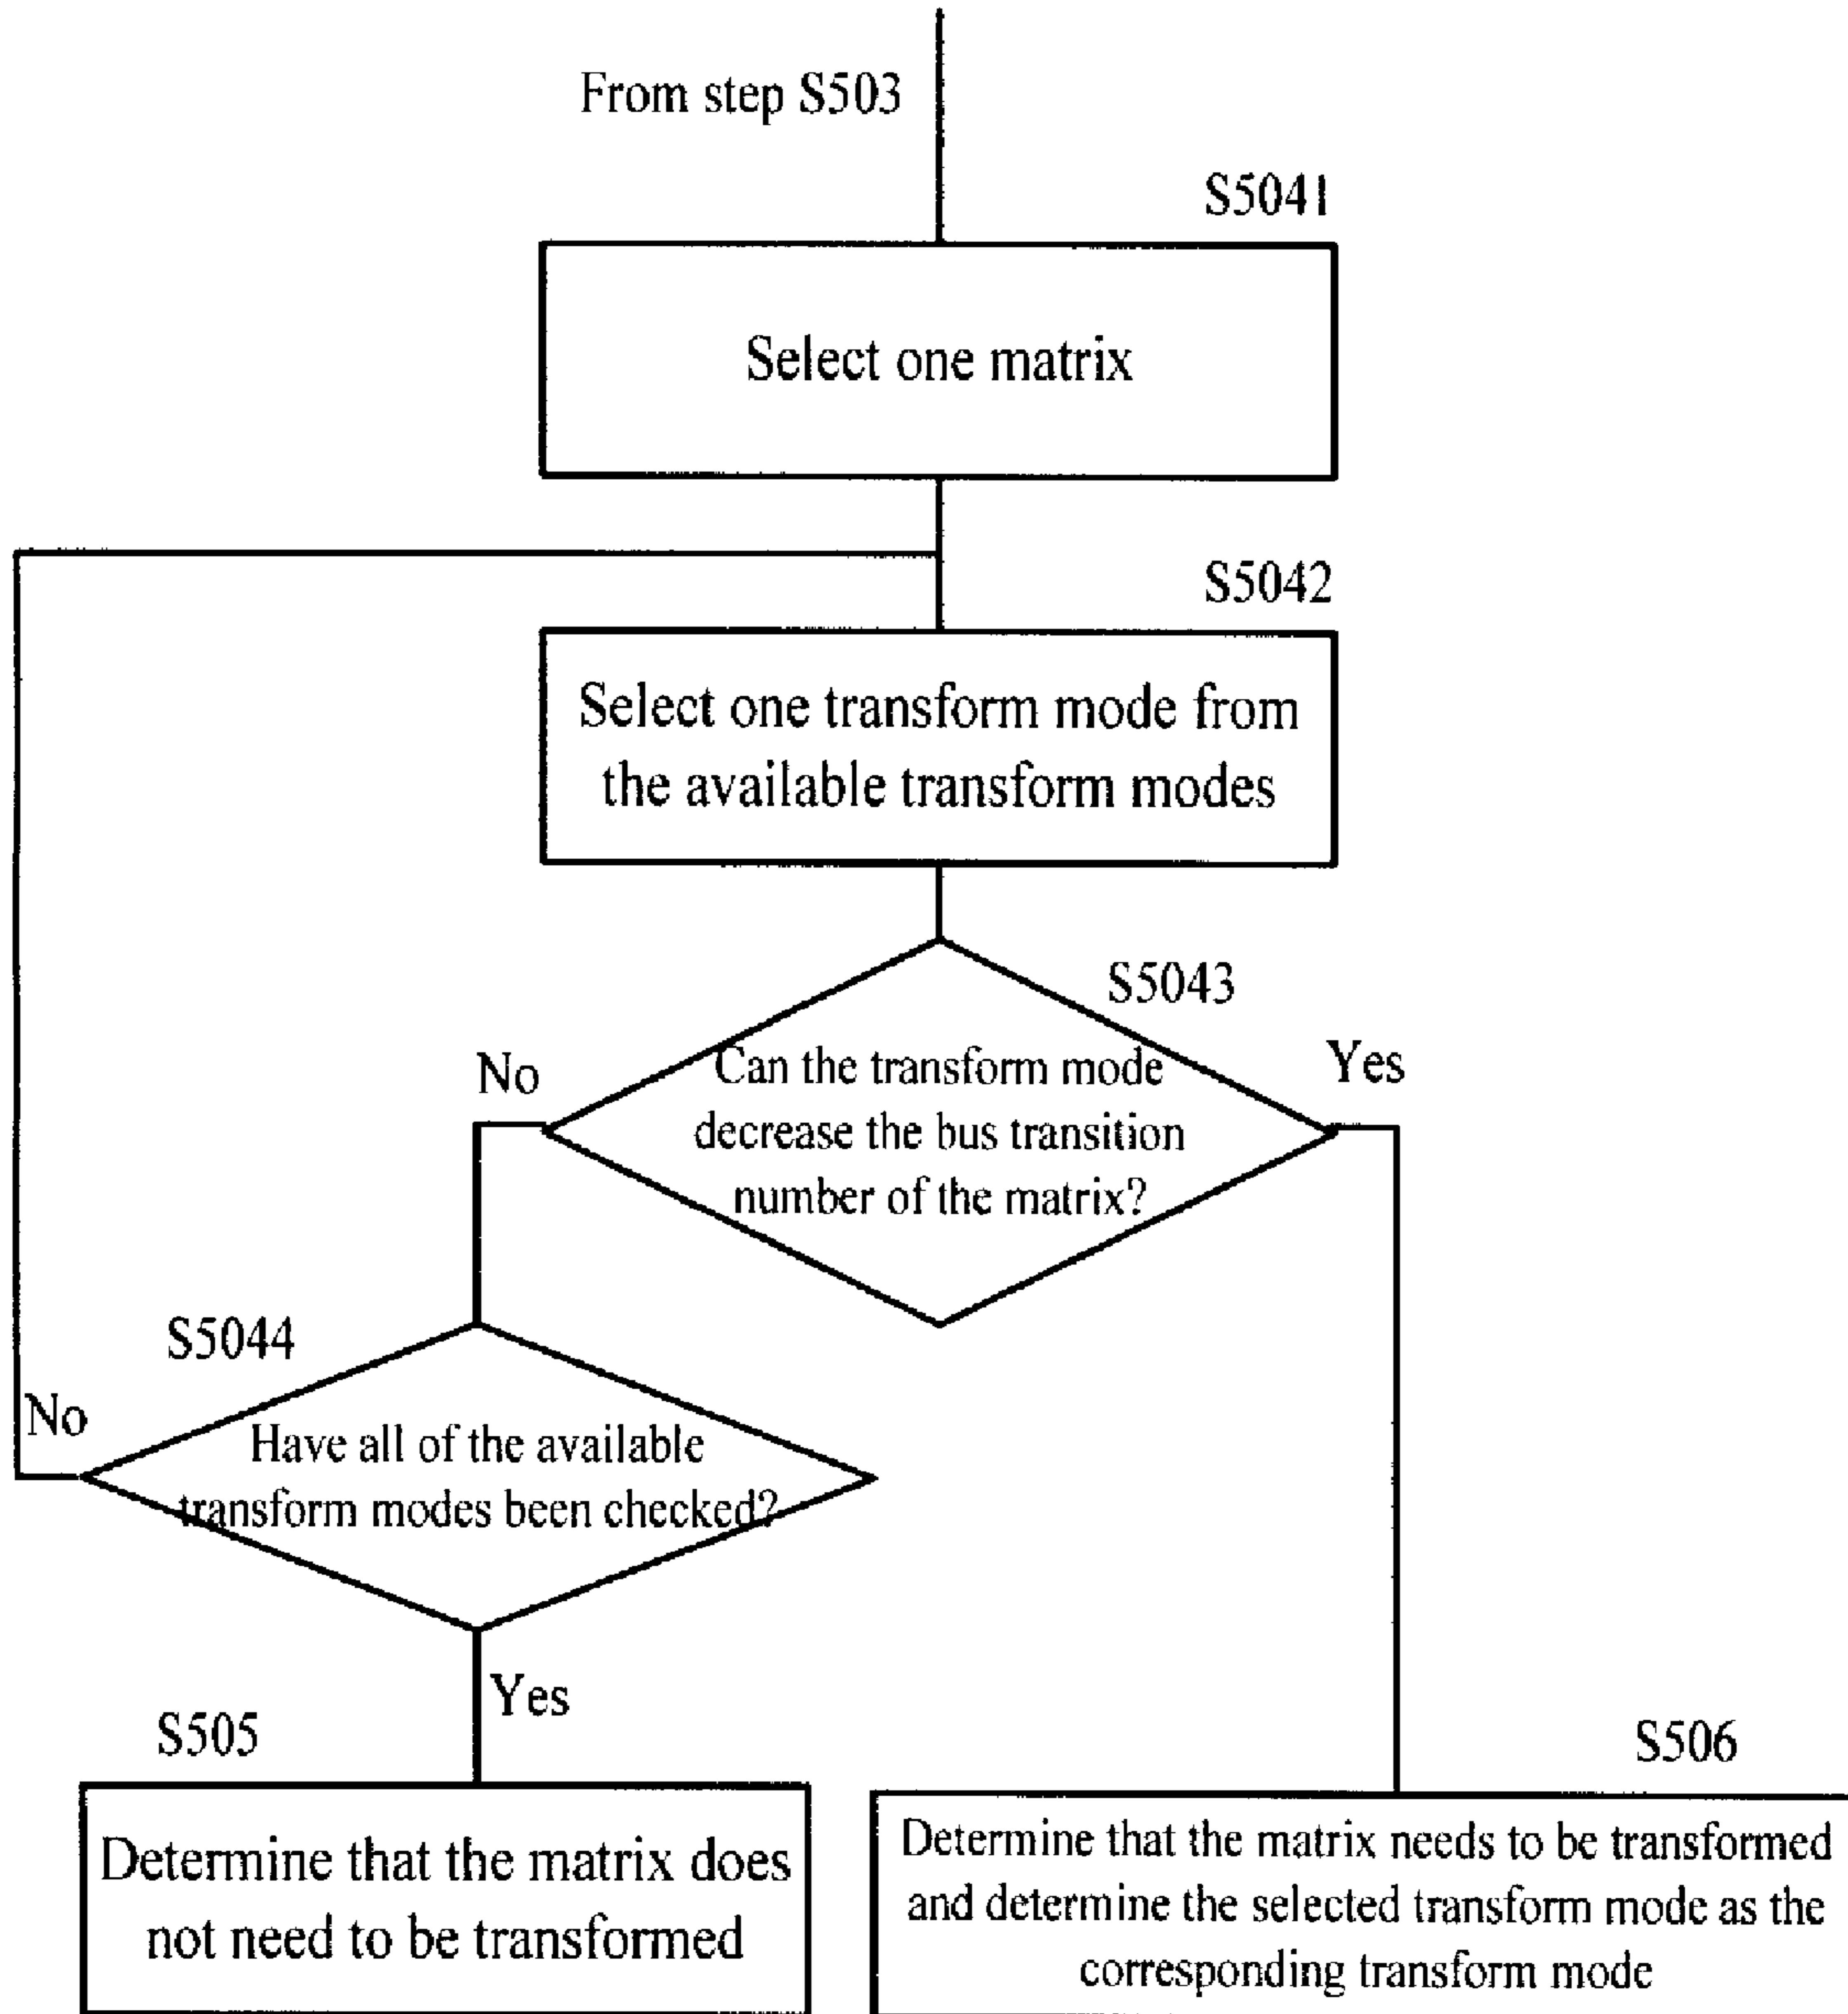 From step S503
S5041
Select one matrix
S5042
Select one transform mode from
the available transform modes
S5043
No
Can the transform mode
decrease the bus transition
number of the matrix?
Yes
S5044
No
Have all of the available
transform modes been checked?
Yes
S505
Determine that the matrix does
not need to be transformed
S506
Determine that the matrix needs to be transformed
and determine the selected transform mode as the
corresponding transform mode